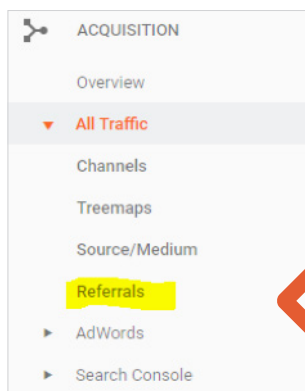 ACQUISITION
Overview
All Traffic
Channels
Treemaps
Source/Medium
Referrals
AdWords
Search Console